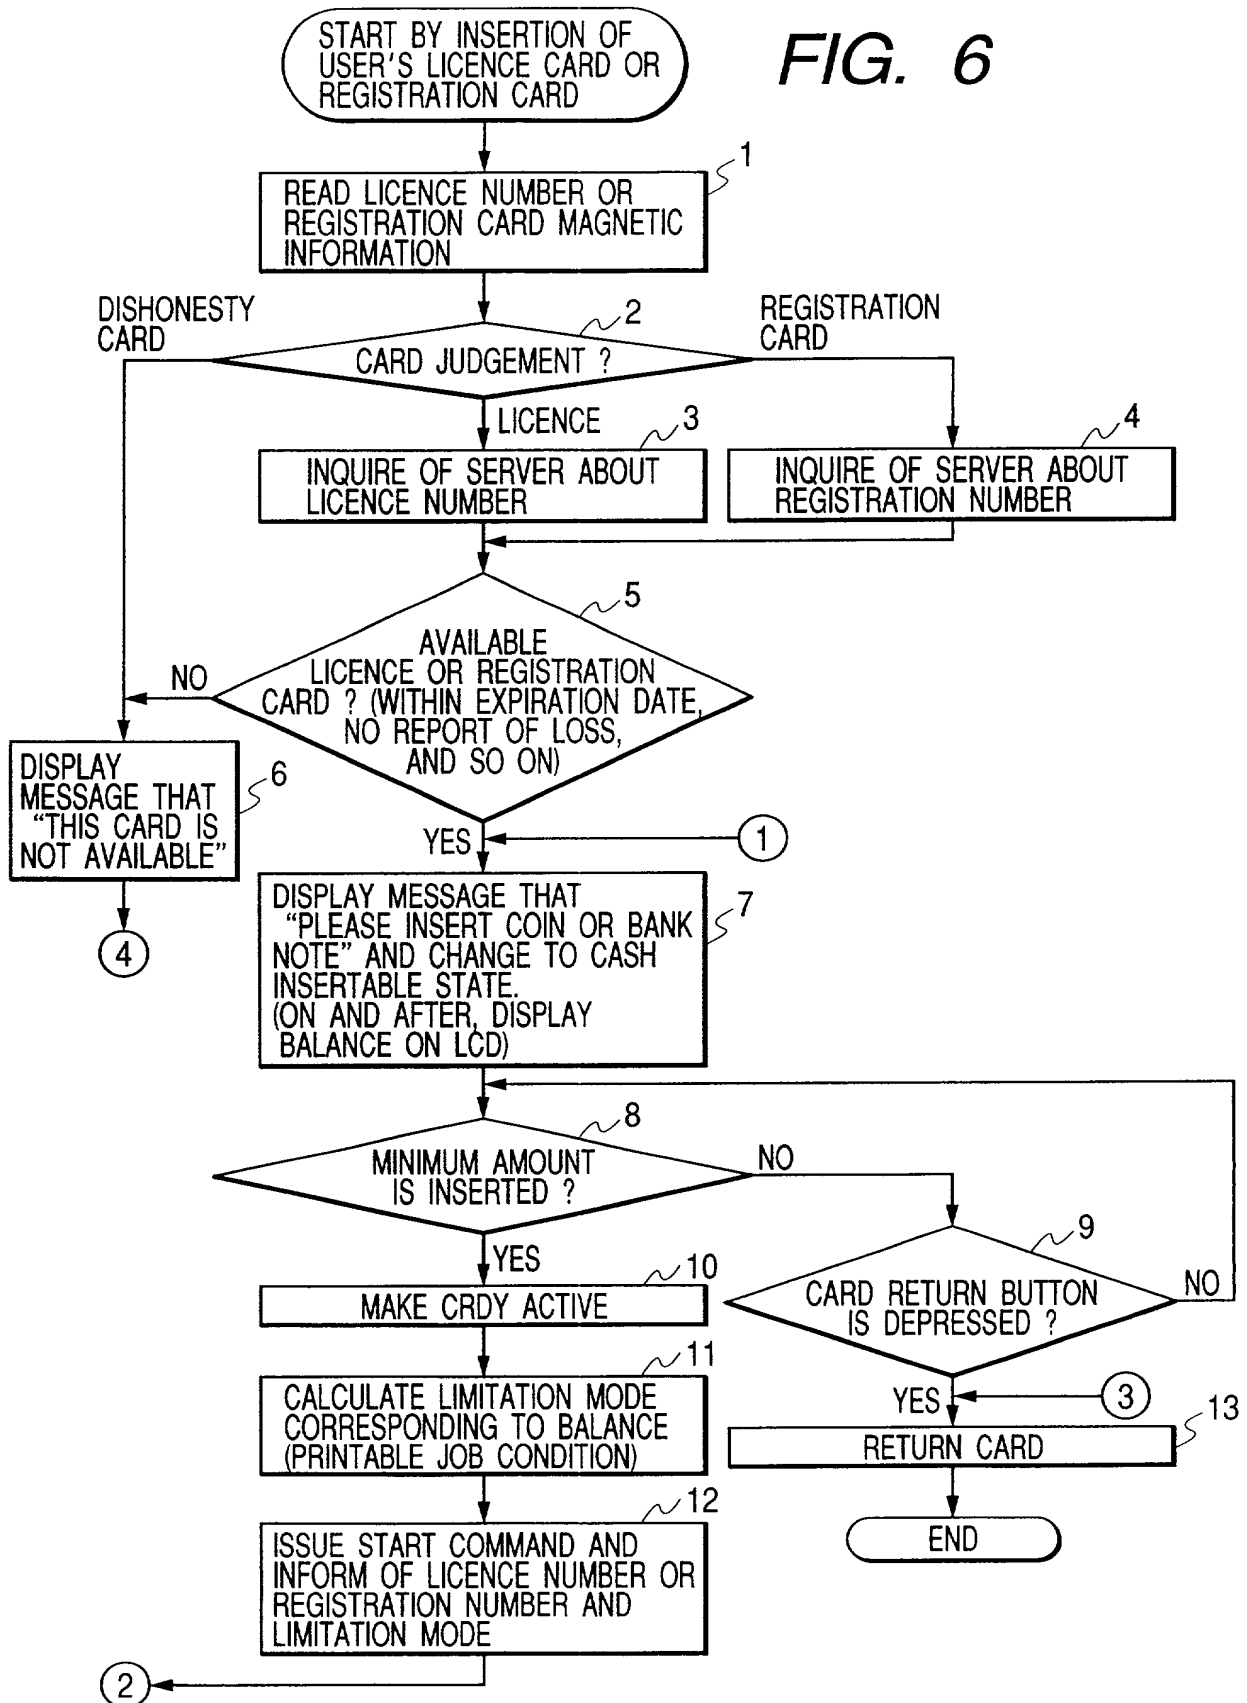 START BY INSERTION OF
USER'S LICENCE CARD OR
REGISTRATION CARD
FIG. 6
1
READ LICENCE NUMBER OR
REGISTRATION CARD MAGNETIC
INFORMATION
DISHONESTY
CARD
2
REGISTRATION
CARD
CARD JUDGEMENT ?
LICENCE
3
4
INQUIRE OF SERVER ABOUT
LICENCE NUMBER
INQUIRE OF SERVER ABOUT
REGISTRATION NUMBER
5
AVAILABLE
LICENCE OR REGISTRATION
CARD ? (WITHIN EXPIRATION DATE,
NO REPORT OF LOSS,
AND SO ON)
NO
6
DISPLAY
MESSAGE THAT
“THIS CARD IS
NOT AVAILABLE”
4
YES
1
7
DISPLAY MESSAGE THAT
“PLEASE INSERT COIN OR BANK
NOTE” AND CHANGE TO CASH
INSERTABLE STATE.
(ON AND AFTER, DISPLAY
BALANCE ON LCD)
8
MINIMUM AMOUNT
IS INSERTED ?
NO
YES
9
CARD RETURN BUTTON
IS DEPRESSED ?
NO
10
MAKE CRDY ACTIVE
11
CALCULATE LIMITATION MODE
CORRESPONDING TO BALANCE
(PRINTABLE JOB CONDITION)
YES
3
13
RETURN CARD
END
12
ISSUE START COMMAND AND
INFORM OF LICENCE NUMBER OR
REGISTRATION NUMBER AND
LIMITATION MODE
2